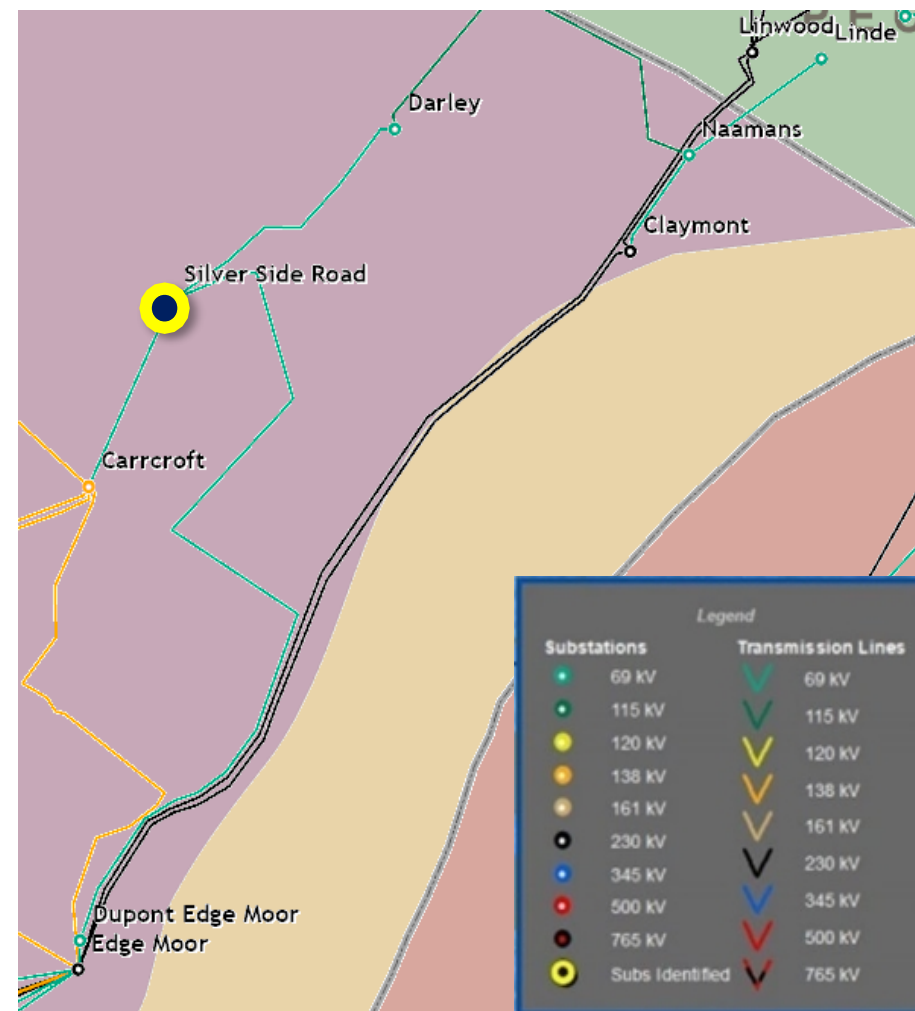 Linwood
Linde
Darley
Naamans
Claymont
Silver Side Road
Carrcroft
Dupont Edge Moor
Edge Moor
Legend
Substations Transmission Lines
69 kV 69 kV
115 kV 115 kV
120 kV 120 kV
138 kV 138 kV
161 kV 161 kV
230 kV 230 kV
345 kV 345 kV
500 kV 500 kV
765 kV 765 kV
Subs Identified